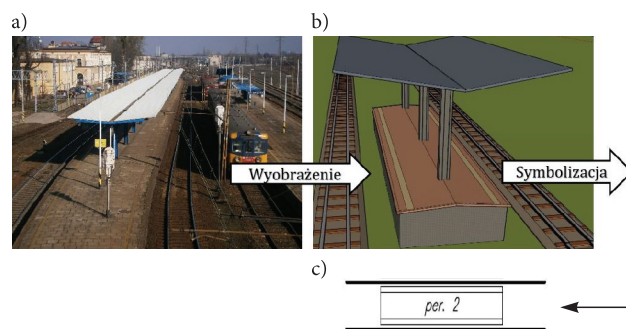 a)
b)
Wyobrażenie
Symbolizacja
c)
per. 2